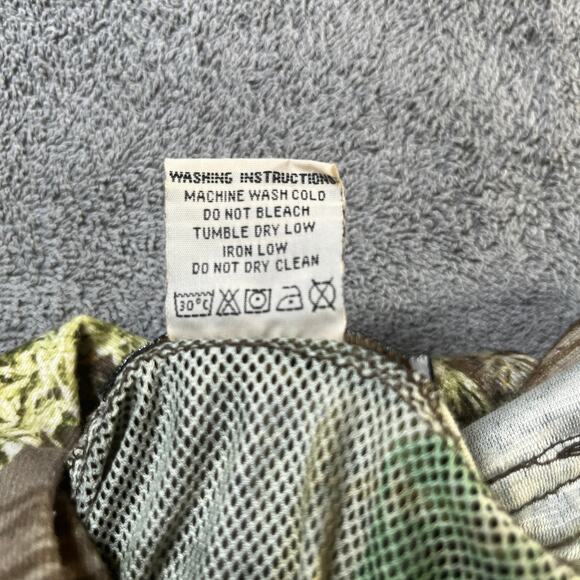 WASHING INSTRUCTIONS
MACHINE WASH COLD
DO NOT BLEACH
TUMBLE DRY LOW
IRON LOW
DO NOT DRY CLEAN
30°C